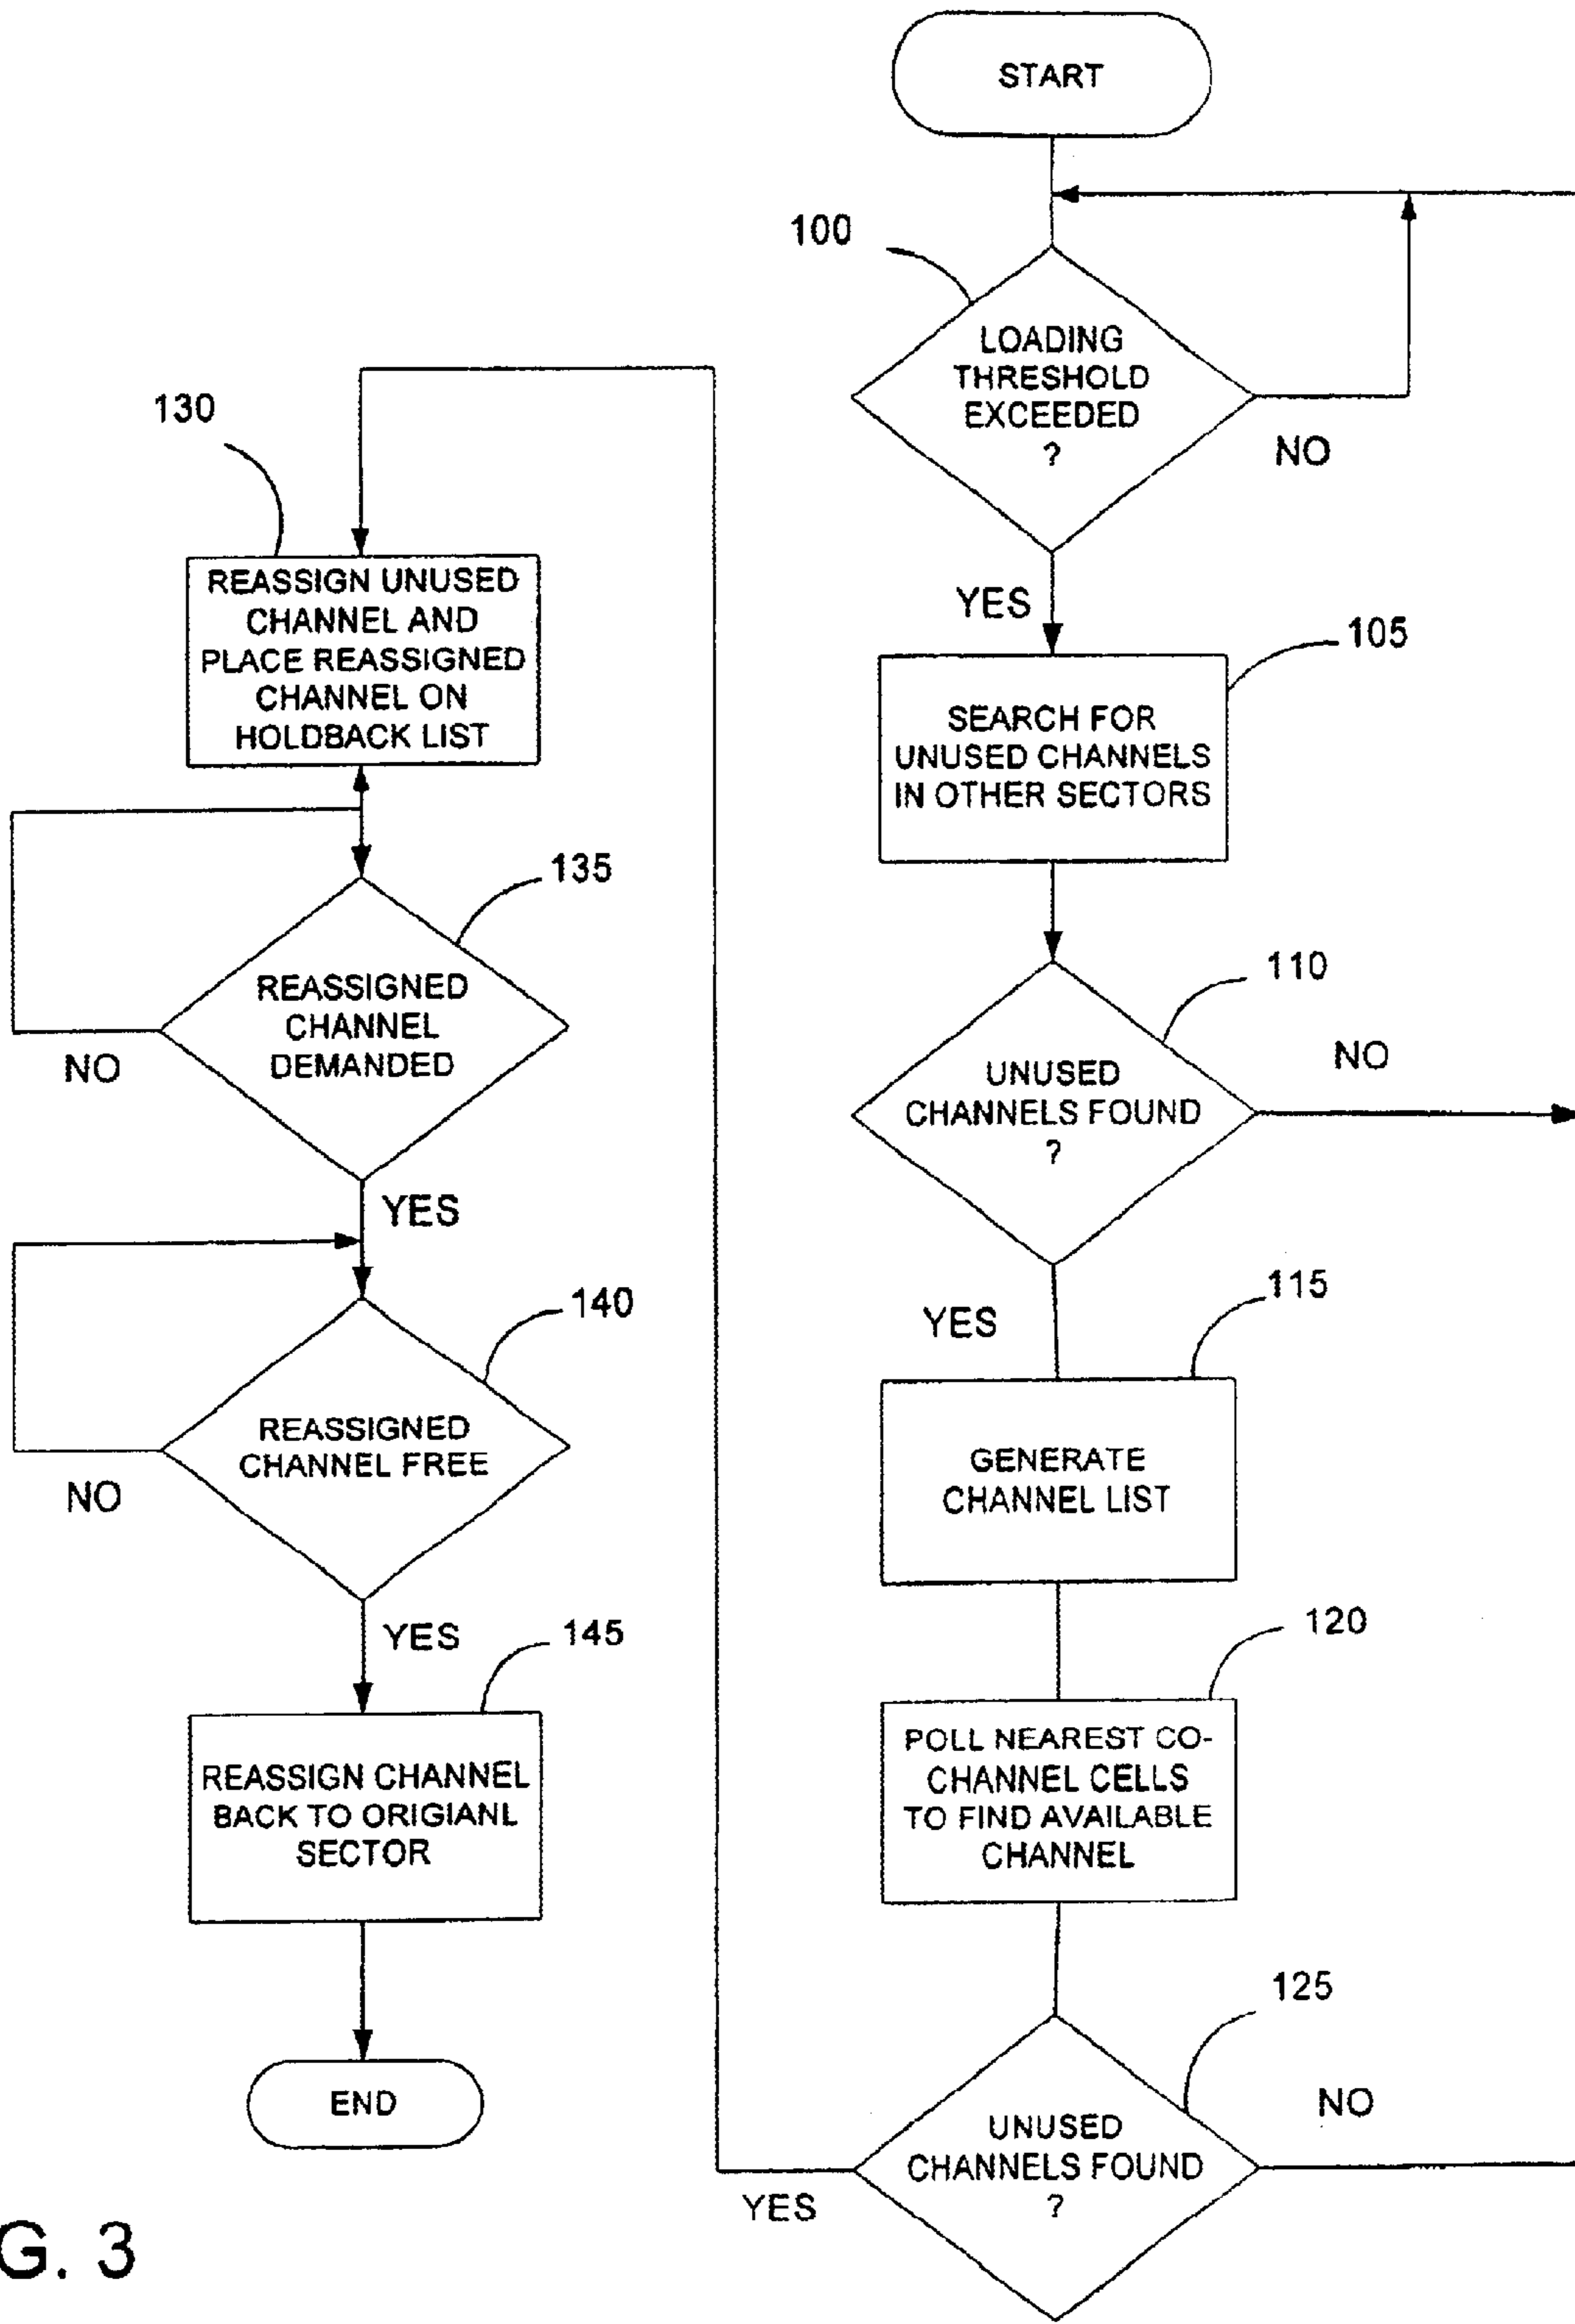 START
100
LOADING
THRESHOLD
EXCEEDED
?
NO
YES
105
SEARCH FOR
UNUSED CHANNELS
IN OTHER SECTORS
110
UNUSED
CHANNELS FOUND
?
NO
YES
115
GENERATE
CHANNEL LIST
120
POLL NEAREST CO-
CHANNEL CELLS
TO FIND AVAILABLE
CHANNEL
125
UNUSED
CHANNELS FOUND
?
NO
YES
130
REASSIGN UNUSED
CHANNEL AND
PLACE REASSIGNED
CHANNEL ON
HOLDBACK LIST
135
REASSIGNED
CHANNEL
DEMANDED
NO
YES
140
REASSIGNED
CHANNEL FREE
NO
YES
145
REASSIGN CHANNEL
BACK TO ORIGIANL
SECTOR
END
G. 3